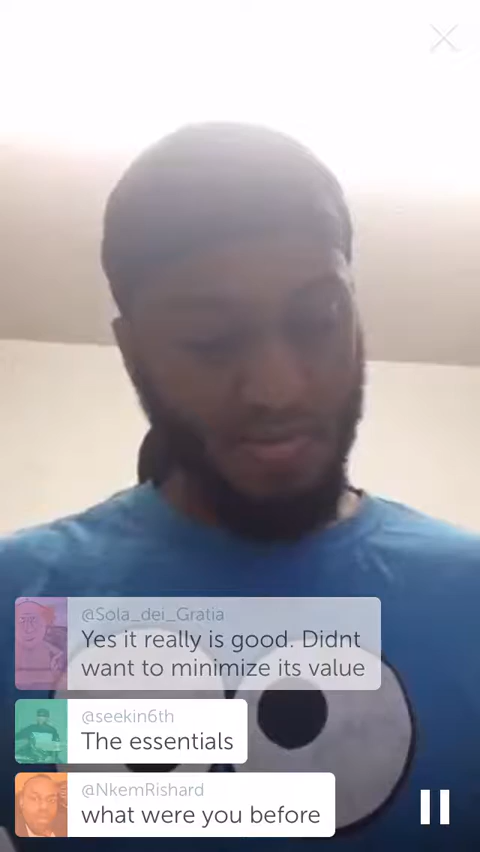 @Sola_dei_Gratia
Yes it really is good. Didnt
want to minimize its value
@seekin6th
The essentials
@NkemRishard
what were you before